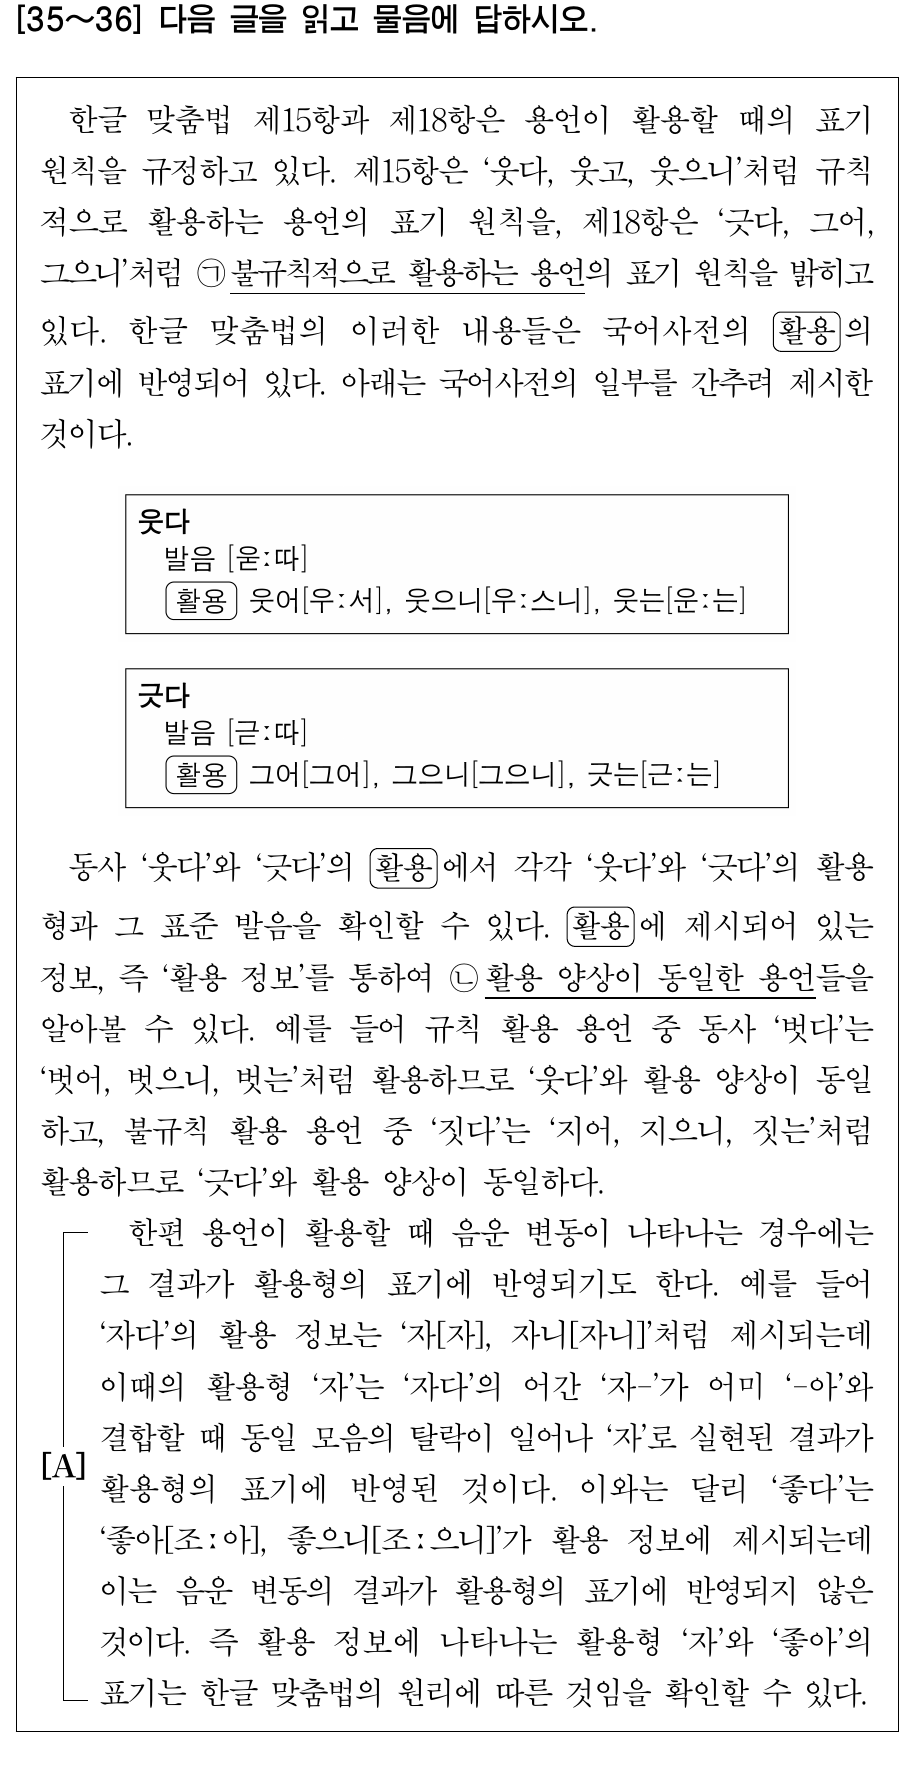 [35~36] 다음 글을 읽고 물음에 답하시오.
한글 맞춤법 제15항과 제18항은 용언이 활용할 때의 표기
원칙을 규정하고 있다. 제15항은 ‘웃다, 웃고, 웃으니’처럼 규칙
적으로 활용하는 용언의 표기 원칙을, 제18항은 ‘긋다, 그어,
그으니’처럼 ㉠불규칙적으로 활용하는 용언의 표기 원칙을 밝히고
있다. 한글 맞춤법의 이러한 내용들은 국어사전의 활용의
표기에 반영되어 있다. 아래는 국어사전의 일부를 간추려 제시한
것이다.
웃다
발음 [욷ː따]
활용 웃어[우ː서], 웃으니[우ː스니], 웃는[운ː는]
긋다
발음 [귿ː따]
활용 그어[그어], 그으니[그으니], 긋는[근ː는]
동사 ‘웃다’와 ‘긋다’의 활용에서 각각 ‘웃다’와 ‘긋다’의 활용
형과 그 표준 발음을 확인할 수 있다. 활용에 제시되어 있는
정보, 즉 ‘활용 정보’를 통하여 ㉡활용 양상이 동일한 용언들을
알아볼 수 있다. 예를 들어 규칙 활용 용언 중 동사 ‘벗다’는
‘벗어, 벗으니, 벗는’처럼 활용하므로 ‘웃다’와 활용 양상이 동일
하고, 불규칙 활용 용언 중 ‘짓다’는 ‘지어, 지으니, 짓는’처럼
활용하므로 ‘긋다’와 활용 양상이 동일하다.
한편 용언이 활용할 때 음운 변동이 나타나는 경우에는
그 결과가 활용형의 표기에 반영되기도 한다. 예를 들어
‘자다’의 활용 정보는 ‘자[자], 자니[자니]’처럼 제시되는데
이때의 활용형 ‘자’는 ‘자다’의 어간 ‘자-’가 어미 ‘-아’와
결합할 때 동일 모음의 탈락이 일어나 ‘자’로 실현된 결과가
[A]
활용형의 표기에 반영된 것이다. 이와는 달리 ‘좋다’는
‘좋아[조ː아], 좋으니[조ː으니]’가 활용 정보에 제시되는데
이는 음운 변동의 결과가 활용형의 표기에 반영되지 않은
것이다. 즉 활용 정보에 나타나는 활용형 ‘자’와 ‘좋아’의
표기는 한글 맞춤법의 원리에 따른 것임을 확인할 수 있다.